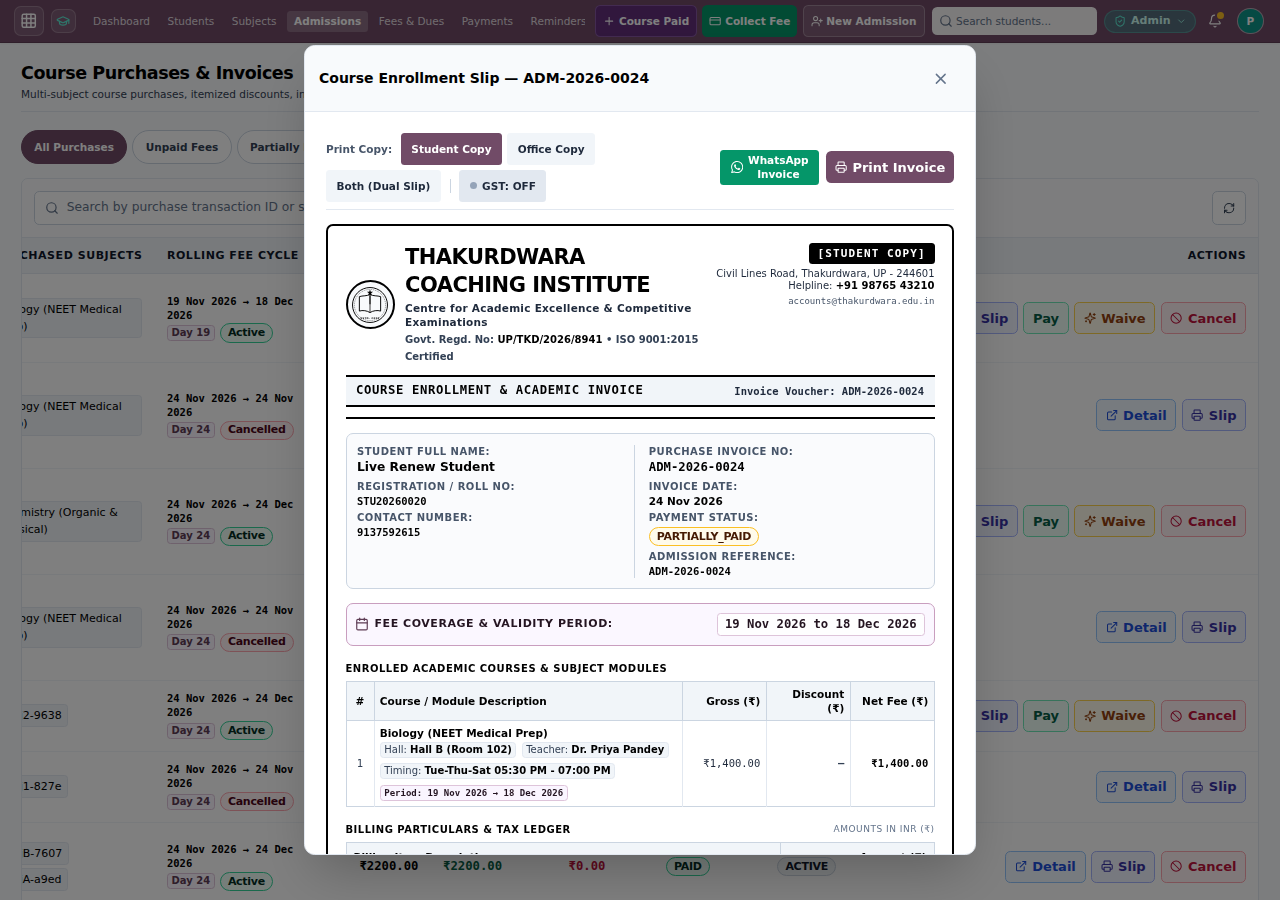 Dashboard
Students
Subjects
Admissions
Fees & Dues
Payments
Reminders
Course Paid
Collect Fee
New Admission
Search students...
Admin
P
Course Purchases & Invoices
Multi-subject course purchases, itemized discounts, in
All Purchases
Unpaid Fees
Partially
Search by purchase transaction ID or s
CHASED SUBJECTS
ROLLING FEE CYCLE
ACTIONS
ogy (NEET Medical
)
19 Nov 2026 → 18 Dec
2026
Day 19
Active
Slip
Pay
Waive
Cancel
ogy (NEET Medical
)
24 Nov 2026 → 24 Nov
2026
Day 24
Cancelled
Detail
Slip
mistry (Organic &
sical)
24 Nov 2026 → 24 Dec
2026
Day 24
Active
Slip
Pay
Waive
Cancel
ogy (NEET Medical
)
24 Nov 2026 → 24 Nov
2026
Day 24
Cancelled
Detail
Slip
2-9638
24 Nov 2026 → 24 Dec
2026
Day 24
Active
Slip
Pay
Waive
Cancel
1-827e
24 Nov 2026 → 24 Nov
2026
Day 24
Cancelled
Detail
Slip
B-7607
A-a9ed
24 Nov 2026 → 24 Dec
2026
Day 24
Active
₹2200.00
₹2200.00
₹0.00
PAID
ACTIVE
Detail
Slip
Cancel
Course Enrollment Slip — ADM-2026-0024
Print Copy:
Student Copy
Office Copy
Both (Dual Slip)
GST: OFF
WhatsApp
Invoice
Print Invoice
THAKURDWARA
COACHING INSTITUTE
Centre for Academic Excellence & Competitive
Examinations
Govt. Regd. No: UP/TKD/2026/8941 • ISO 9001:2015
Certified
[STUDENT COPY]
Civil Lines Road, Thakurdwara, UP - 244601
Helpline: +91 98765 43210
accounts@thakurdwara.edu.in
COURSE ENROLLMENT & ACADEMIC INVOICE
Invoice Voucher: ADM-2026-0024
STUDENT FULL NAME:
Live Renew Student
REGISTRATION / ROLL NO:
STU20260020
CONTACT NUMBER:
9137592615
PURCHASE INVOICE NO:
ADM-2026-0024
INVOICE DATE:
24 Nov 2026
PAYMENT STATUS:
PARTIALLY_PAID
ADMISSION REFERENCE:
ADM-2026-0024
FEE COVERAGE & VALIDITY PERIOD:
19 Nov 2026 to 18 Dec 2026
ENROLLED ACADEMIC COURSES & SUBJECT MODULES
#
Course / Module Description
Gross (₹)
Discount
(₹)
Net Fee (₹)
1
Biology (NEET Medical Prep)
Hall: Hall B (Room 102)
Teacher: Dr. Priya Pandey
Timing: Tue-Thu-Sat 05:30 PM - 07:00 PM
Period: 19 Nov 2026 → 18 Dec 2026
₹1,400.00
—
₹1,400.00
BILLING PARTICULARS & TAX LEDGER
AMOUNTS IN INR (₹)